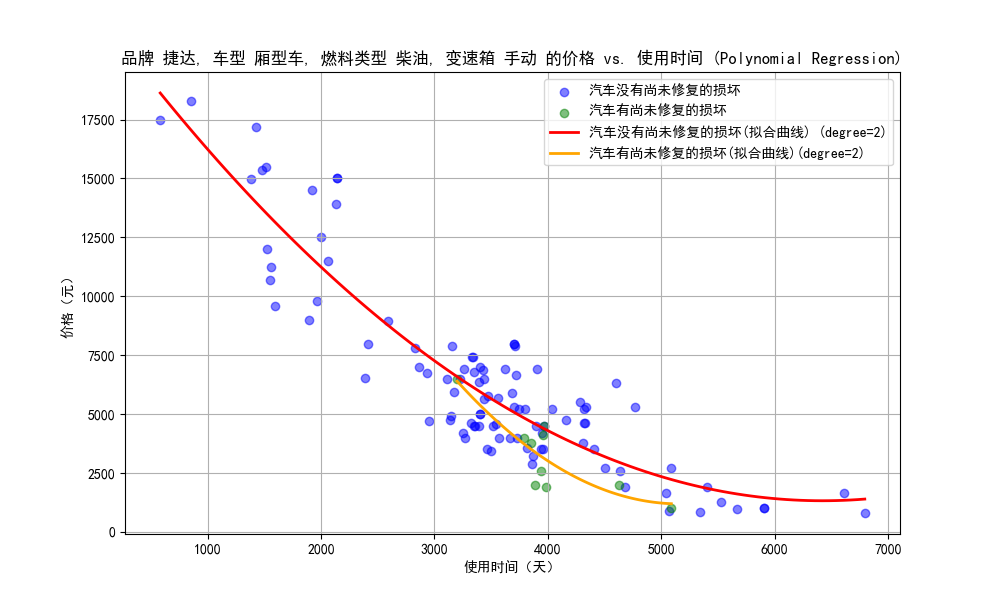 品牌 捷达, 车型 厢型车, 燃料类型 柴油, 变速箱 手动 的价格 vs. 使用时间 (Polynomial Regression)
汽车没有尚未修复的损坏
汽车有尚未修复的损坏
汽车没有尚未修复的损坏(拟合曲线) (degree=2)
汽车有尚未修复的损坏(拟合曲线)(degree=2)
17500
15000
12500
10000
7500
5000
2500
0
价格（元）
1000 2000 3000 4000 5000 6000 7000
使用时间（天）